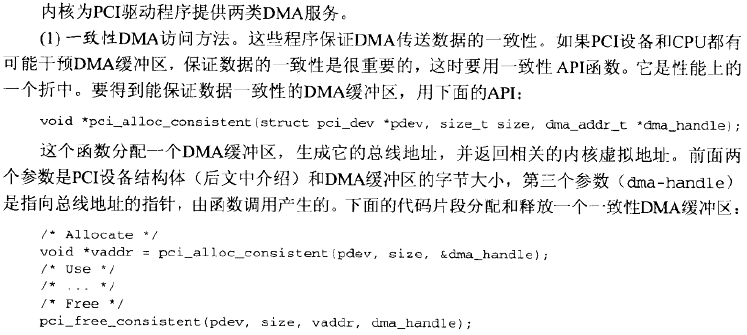 内核为PCI驱动程序提供两类DMA服务。
(1) 一致性DMA访问方法。这些程序保证DMA传送数据的一致性。如果PCI设备和CPU都有
可能干预DMA缓冲区，保证数据的一致性是很重要的，这时要用一致性API函数。它是性能上的
一个折中。要得到能保证数据一致性的DMA缓冲区，用下面的API：
void *pci_alloc_consistent(struct pci_dev *pdev, size_t size, dma_addr_t *dma_handle);
这个函数分配一个DMA缓冲区，生成它的总线地址，并返回相关的内核虚拟地址。前面两
个参数是PCI设备结构体（后文中介绍）和DMA缓冲区的字节大小，第三个参数（dma-handle）
是指向总线地址的指针，由函数调用产生的。下面的代码片段分配和释放一个一致性DMA缓冲区：
/* Allocate */
void *vaddr = pci_alloc_consistent(pdev, size, &dma_handle);
/* Use */
/* ... */
/* Free */
pci_free_consistent(pdev, size, vaddr, dma_handle);